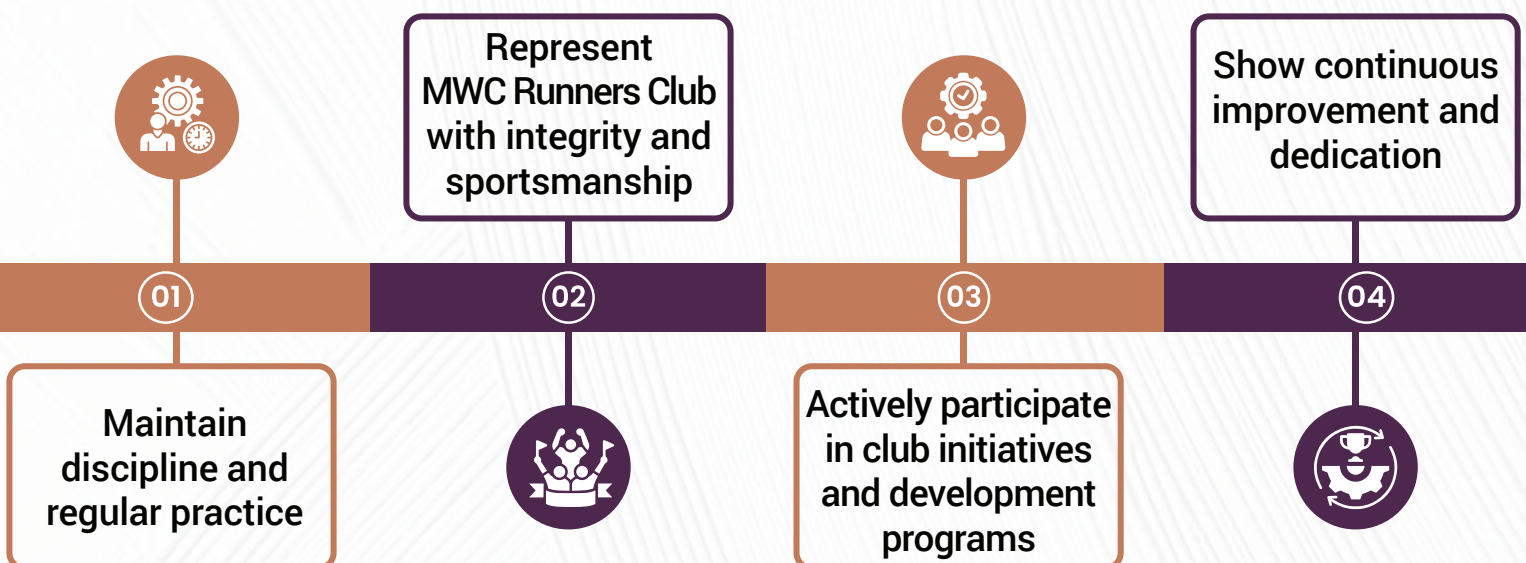 01
Maintain
discipline and
regular practice
Represent
MWC Runners Club
with integrity and
sportsmanship
02
03
Actively participate
in club initiatives
and development
programs
Show continuous
improvement and
dedication
04